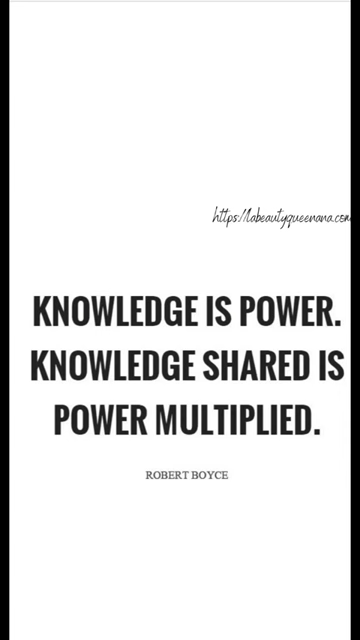 https://labeautyqueenana.com
KNOWLEDGE IS POWER.
KNOWLEDGE SHARED IS
POWER MULTIPLIED.
ROBERT BOYCE